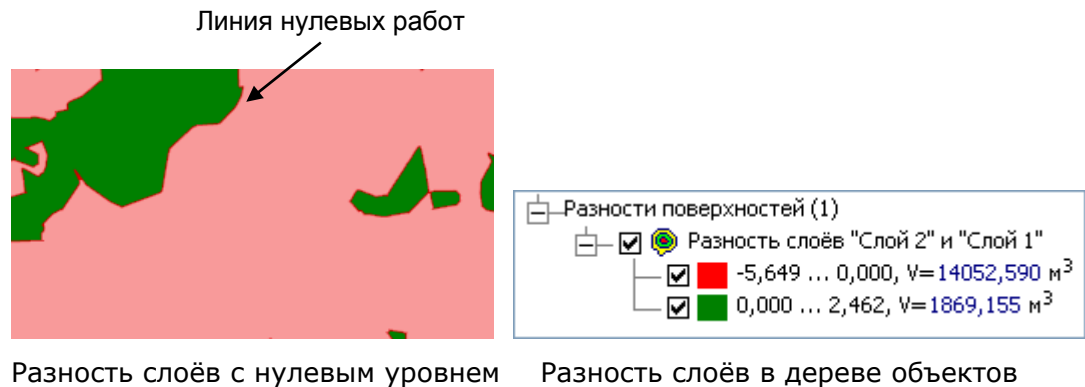 Линия нулевых работ
Разности поверхностей (1)
Разность слоёв "Слой 2" и "Слой 1"
-5,649 ... 0,000, V=14052,590 м³
0,000 ... 2,462, V=1869,155 м³
Разность слоёв с нулевым уровнем
Разность слоёв в дереве объектов